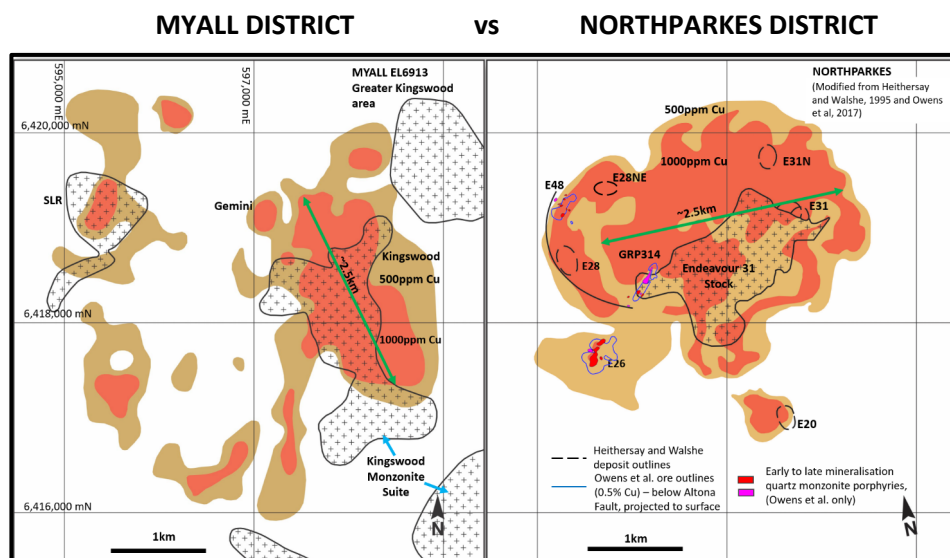 MYALL DISTRICT
vs
NORTHPARKES DISTRICT
595,000 mE
597,000 mE
MYALL EL6913
Greater Kingswood
area
6,420,000 mN
SLR
Gemini
~2.5km
Kingswood
500ppm Cu
6,418,000 mN
1000ppm Cu
Kingswood
Monzonite
Suite
6,416,000 mN
N
1km
NORTHPARKES
(Modified from Heithersay
and Walshe, 1995 and Owens
et al, 2017)
500ppm Cu
1000ppm Cu
E31N
E28NE
E48
~2.5km
E31
GRP314
E28
Endeavour 31
Stock
E26
E20
Heithersay and Walshe
deposit outlines
Owens et al. ore outlines
(0.5% Cu) – below Altona
Fault, projected to surface
Early to late mineralisation
quartz monzonite porphyries,
(Owens et al. only)
1km
N